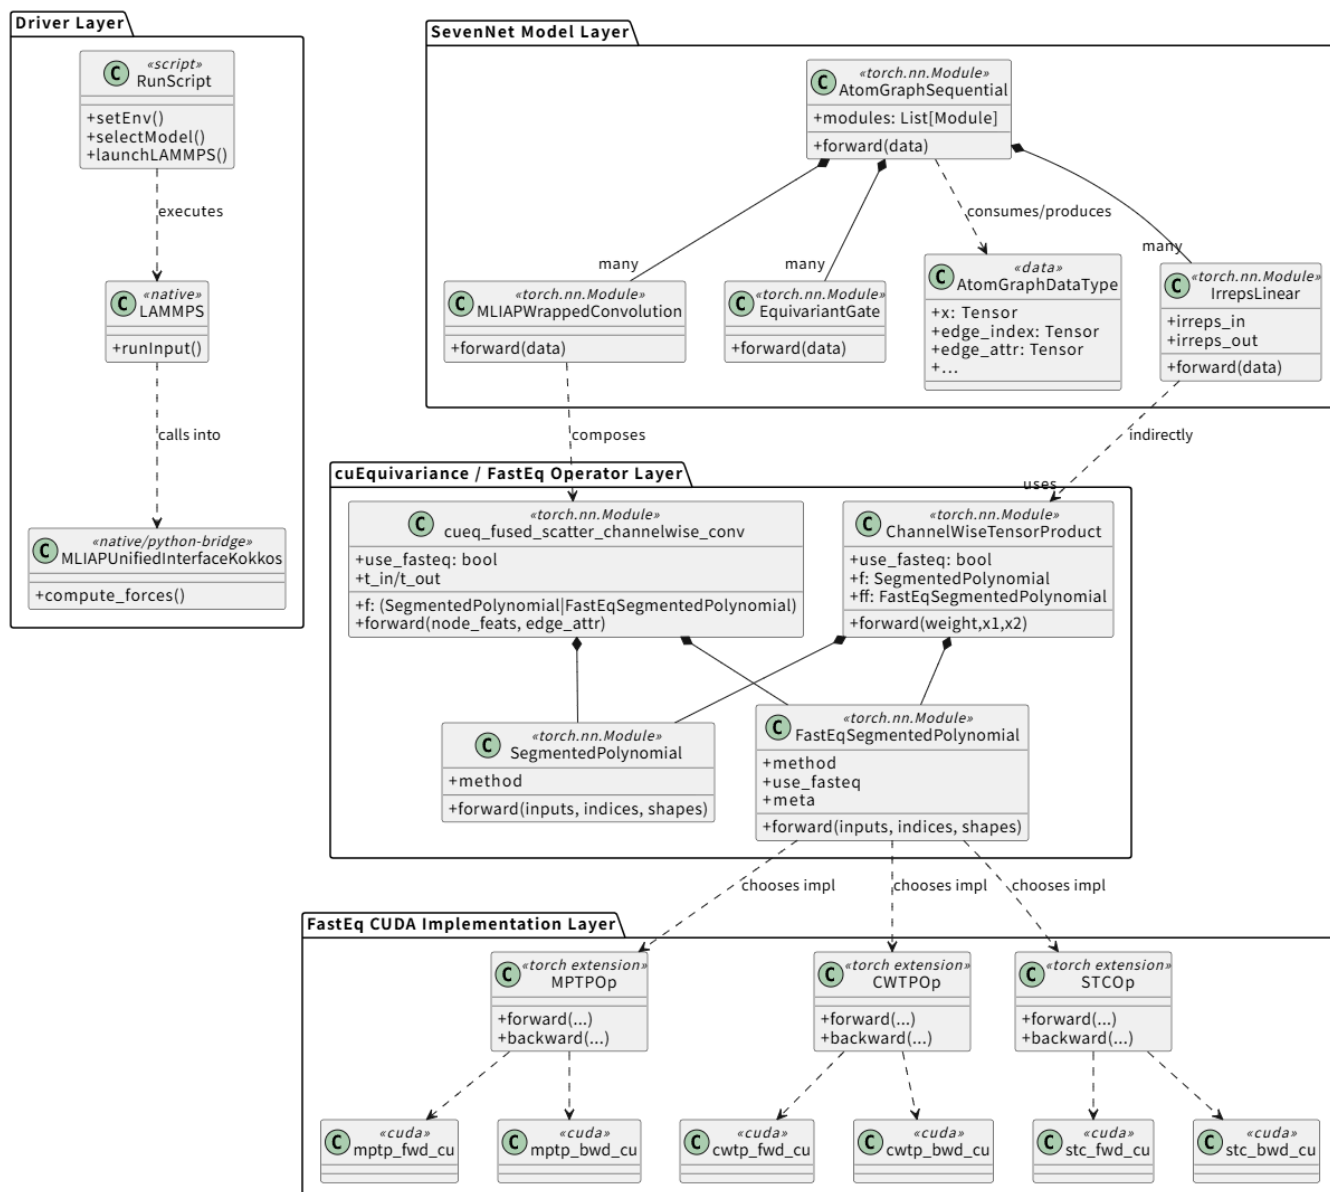 Driver Layer
«script»
RunScript
+setEnv()
+selectModel()
+launchLAMMPS()
executes
«native»
LAMMPS
+runInput()
calls into
«native/python-bridge»
MLIAPUnifiedInterfaceKokkos
+compute_forces()
SevenNet Model Layer
«torch.nn.Module»
AtomGraphSequential
+modules: List[Module]
+forward(data)
many
many
consumes/produces
many
«torch.nn.Module»
MLIAPWrappedConvolution
+forward(data)
«torch.nn.Module»
EquivariantGate
+forward(data)
«data»
AtomGraphDataType
+x: Tensor
+edge_index: Tensor
+edge_attr: Tensor
+...
«torch.nn.Module»
IrrepsLinear
+irreps_in
+irreps_out
+forward(data)
composes
indirectly
uses
cuEquivariance / FastEq Operator Layer
«torch.nn.Module»
cueq_fused_scatter_channelwise_conv
+use_fasteq: bool
+t_in/t_out
+f: (SegmentedPolynomial|FastEqSegmentedPolynomial)
+forward(node_feats, edge_attr)
«torch.nn.Module»
ChannelWiseTensorProduct
+use_fasteq: bool
+f: SegmentedPolynomial
+ff: FastEqSegmentedPolynomial
+forward(weight,x1,x2)
«torch.nn.Module»
SegmentedPolynomial
+method
+forward(inputs, indices, shapes)
«torch.nn.Module»
FastEqSegmentedPolynomial
+method
+use_fasteq
+meta
+forward(inputs, indices, shapes)
chooses impl
chooses impl
chooses impl
FastEq CUDA Implementation Layer
«torch extension»
MPTPOp
+forward(...)
+backward(...)
«torch extension»
CWTPOp
+forward(...)
+backward(...)
«torch extension»
STCOp
+forward(...)
+backward(...)
«cuda»
mptp_fwd_cu
«cuda»
mptp_bwd_cu
«cuda»
cwtp_fwd_cu
«cuda»
cwtp_bwd_cu
«cuda»
stc_fwd_cu
«cuda»
stc_bwd_cu